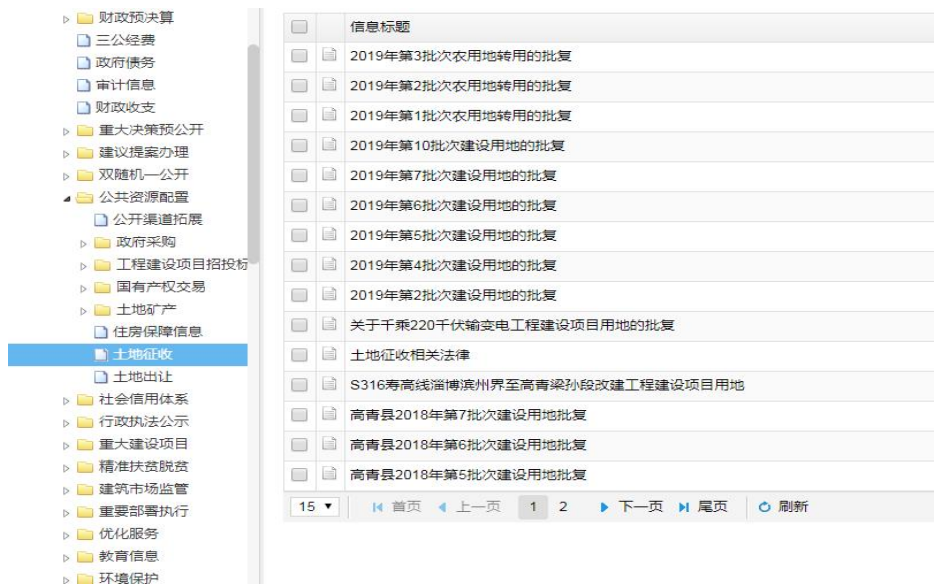 财政预决算
三公经费
政府债务
审计信息
财政收支
重大决策预公开
建议提案办理
双随机一公开
公共资源配置
公开渠道拓展
政府采购
工程建设项目招投标
国有产权交易
土地矿产
住房保障信息
土地征收
土地出让
社会信用体系
行政执法公示
重大建设项目
精准扶贫脱贫
建筑市场监管
重要部署执行
优化服务
教育信息
环境保护
信息标题
2019年第3批次农用地转用的批复
2019年第2批次农用地转用的批复
2019年第1批次农用地转用的批复
2019年第10批次建设用地的批复
2019年第7批次建设用地的批复
2019年第6批次建设用地的批复
2019年第5批次建设用地的批复
2019年第4批次建设用地的批复
2019年第2批次建设用地的批复
关于千乘220千伏输变电工程建设项目用地的批复
土地征收相关法律
S316寿高线淄博滨州界至高青梁孙段改建工程建设项目用地
高青县2018年第7批次建设用地批复
高青县2018年第6批次建设用地批复
高青县2018年第5批次建设用地批复
15 首页 上一页 1 2 下一页 尾页 刷新